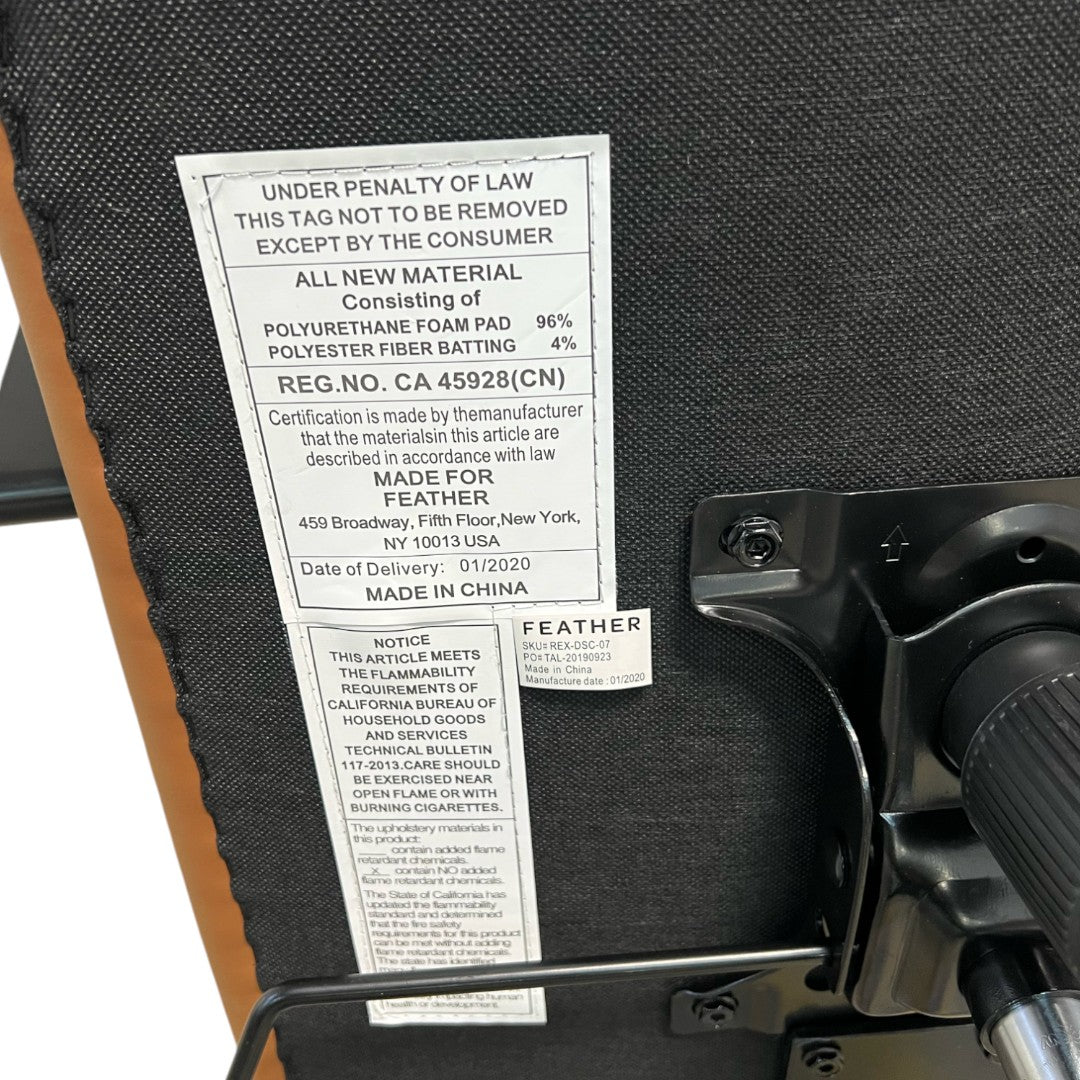 UNDER PENALTY OF LAW
THIS TAG NOT TO BE REMOVED
EXCEPT BY THE CONSUMER
ALL NEW MATERIAL
Consisting of
POLYURETHANE FOAM PAD 96%
POLYESTER FIBER BATTING 4%
REG.NO. CA 45928(CN)
Certification is made by themanufacturer
that the materialsin this article are
described in accordance with law
MADE FOR
FEATHER
459 Broadway, Fifth Floor,New York,
NY 10013 USA
Date of Delivery: 01/2020
MADE IN CHINA
FEATHER
SKU# REX-DSC-07
PO# TAL-20190923
Made in China
Manufacture date : 01/2020
NOTICE
THIS ARTICLE MEETS
THE FLAMMABILITY
REQUIREMENTS OF
CALIFORNIA BUREAU OF
HOUSEHOLD GOODS
AND SERVICES
TECHNICAL BULLETIN
117-2013.CARE SHOULD
BE EXERCISED NEAR
OPEN FLAME OR WITH
BURNING CIGARETTES.
The upholstery materials in
this product:
____ contain added flame
retardant chemicals.
X contain NO added
flame retardant chemicals.
The State of California has
updated the flammability
standard and determined
that the fire safety
requirements for this product
can be met without adding
flame retardant chemicals.
The state has identified
impacting human
health or development.